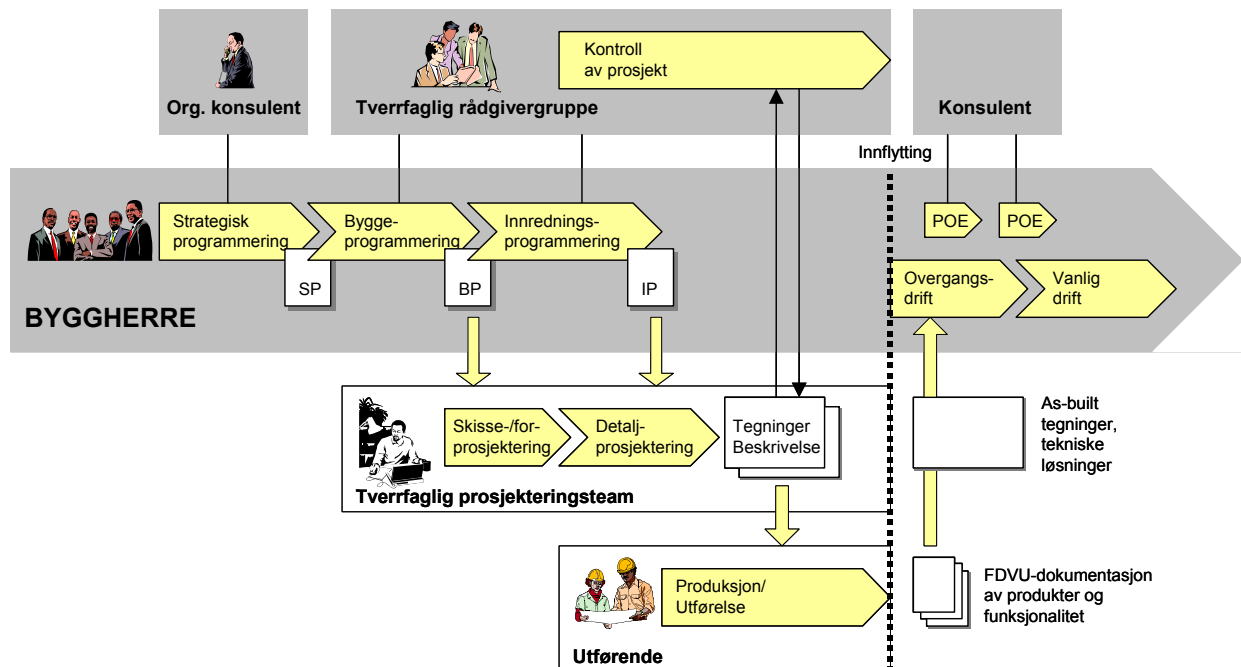 Kontroll
av prosjekt
Org. konsulent
Tverrfaglig rådgivergruppe
Konsulent
Innflytting
Strategisk
programmering
Bygge-
programmering
Innrednings-
programmering
POE
POE
SP
BP
IP
Overgangs-
drift
Vanlig
drift
BYGGHERRE
Skisse-/for-
prosjektering
Detalj-
prosjektering
Tegninger
Beskrivelse
As-built
tegninger,
tekniske
løsninger
Tverrfaglig prosjekteringsteam
Produksjon/
Utførelse
FDVU-dokumentasjon
av produkter og
funksjonalitet
Utførende